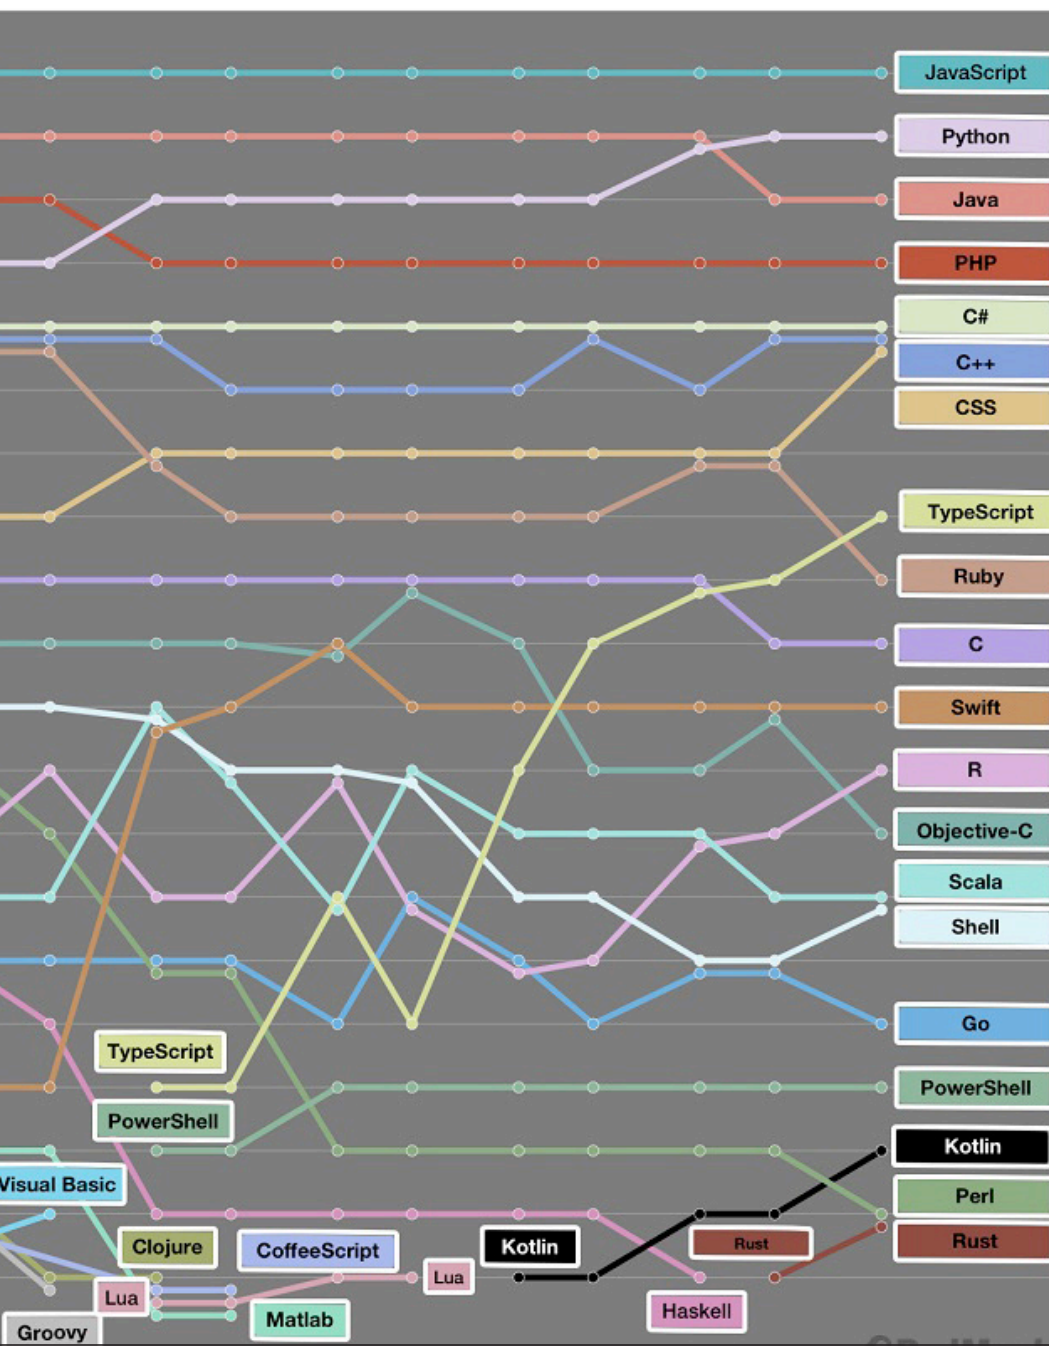 JavaScript
Python
Java
PHP
C#
C++
CSS
TypeScript
Ruby
C
Swift
R
Objective-C
Scala
Shell
Go
TypeScript
PowerShell
PowerShell
Kotlin
Visual Basic
Perl
Clojure
CoffeeScript
Kotlin
Rust
Rust
Lua
Lua
Matlab
Haskell
Groovy